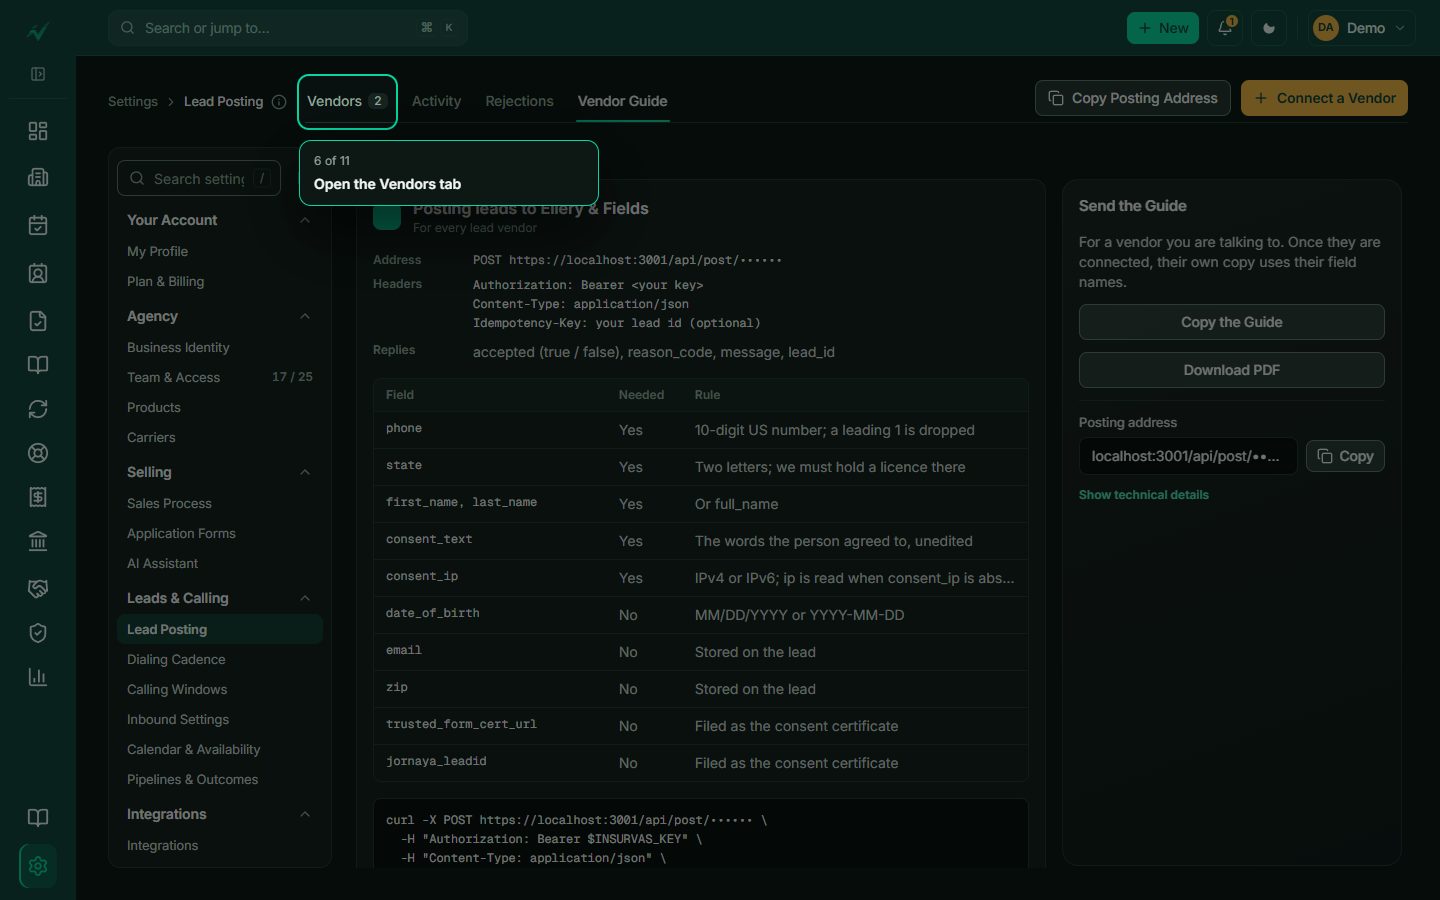 Search or jump to...
⌘ K
+ New
1
DA
Demo
Settings > Lead Posting
Vendors 2
Activity
Rejections
Vendor Guide
Copy Posting Address
+ Connect a Vendor
6 of 11
Open the Vendors tab
Search setting
/
Your Account
My Profile
Plan & Billing
Agency
Business Identity
Team & Access 17 / 25
Products
Carriers
Selling
Sales Process
Application Forms
AI Assistant
Leads & Calling
Lead Posting
Dialing Cadence
Calling Windows
Inbound Settings
Calendar & Availability
Pipelines & Outcomes
Integrations
Integrations
Posting leads to Ellery & Fields
For every lead vendor
Address POST https://localhost:3001/api/post/••••••
Headers Authorization: Bearer <your key>
Content-Type: application/json
Idempotency-Key: your lead id (optional)
Replies accepted (true / false), reason_code, message, lead_id
Field Needed Rule
phone Yes 10-digit US number; a leading 1 is dropped
state Yes Two letters; we must hold a licence there
first_name, last_name Yes Or full_name
consent_text Yes The words the person agreed to, unedited
consent_ip Yes IPv4 or IPv6; ip is read when consent_ip is abs...
date_of_birth No MM/DD/YYYY or YYYY-MM-DD
email No Stored on the lead
zip No Stored on the lead
trusted_form_cert_url No Filed as the consent certificate
jornaya_leadid No Filed as the consent certificate
curl -X POST https://localhost:3001/api/post/•••••• \
-H "Authorization: Bearer $INSURVAS_KEY" \
-H "Content-Type: application/json" \
Send the Guide
For a vendor you are talking to. Once they are
connected, their own copy uses their field
names.
Copy the Guide
Download PDF
Posting address
localhost:3001/api/post/••...
Copy
Show technical details